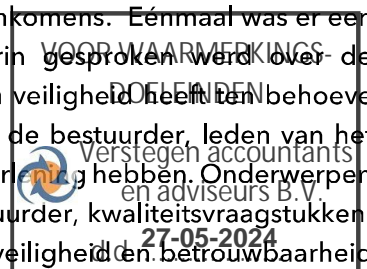 nkomens. Eénmaal was er een
VOOR WAARMERKINGS-
rin gesproken werd over de
DOELEINDEN
veiligheid heeft ten behoeve
de bestuurder, leden van het
Verstegen accountants
rlening hebben. Onderwerpen
en adviseurs B.V.
uurder, kwaliteitsvraagstukken
d.d. 27-05-2024
veiligheid en betrouwbaarheid